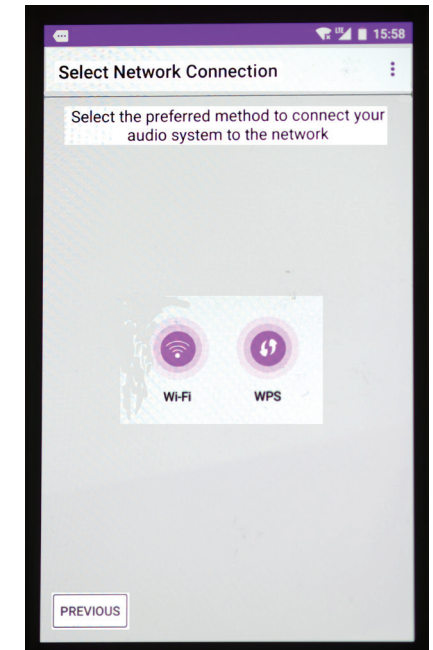 LTE 15:58
Select Network Connection
Select the preferred method to connect your
audio system to the network
Wi-Fi WPS
PREVIOUS